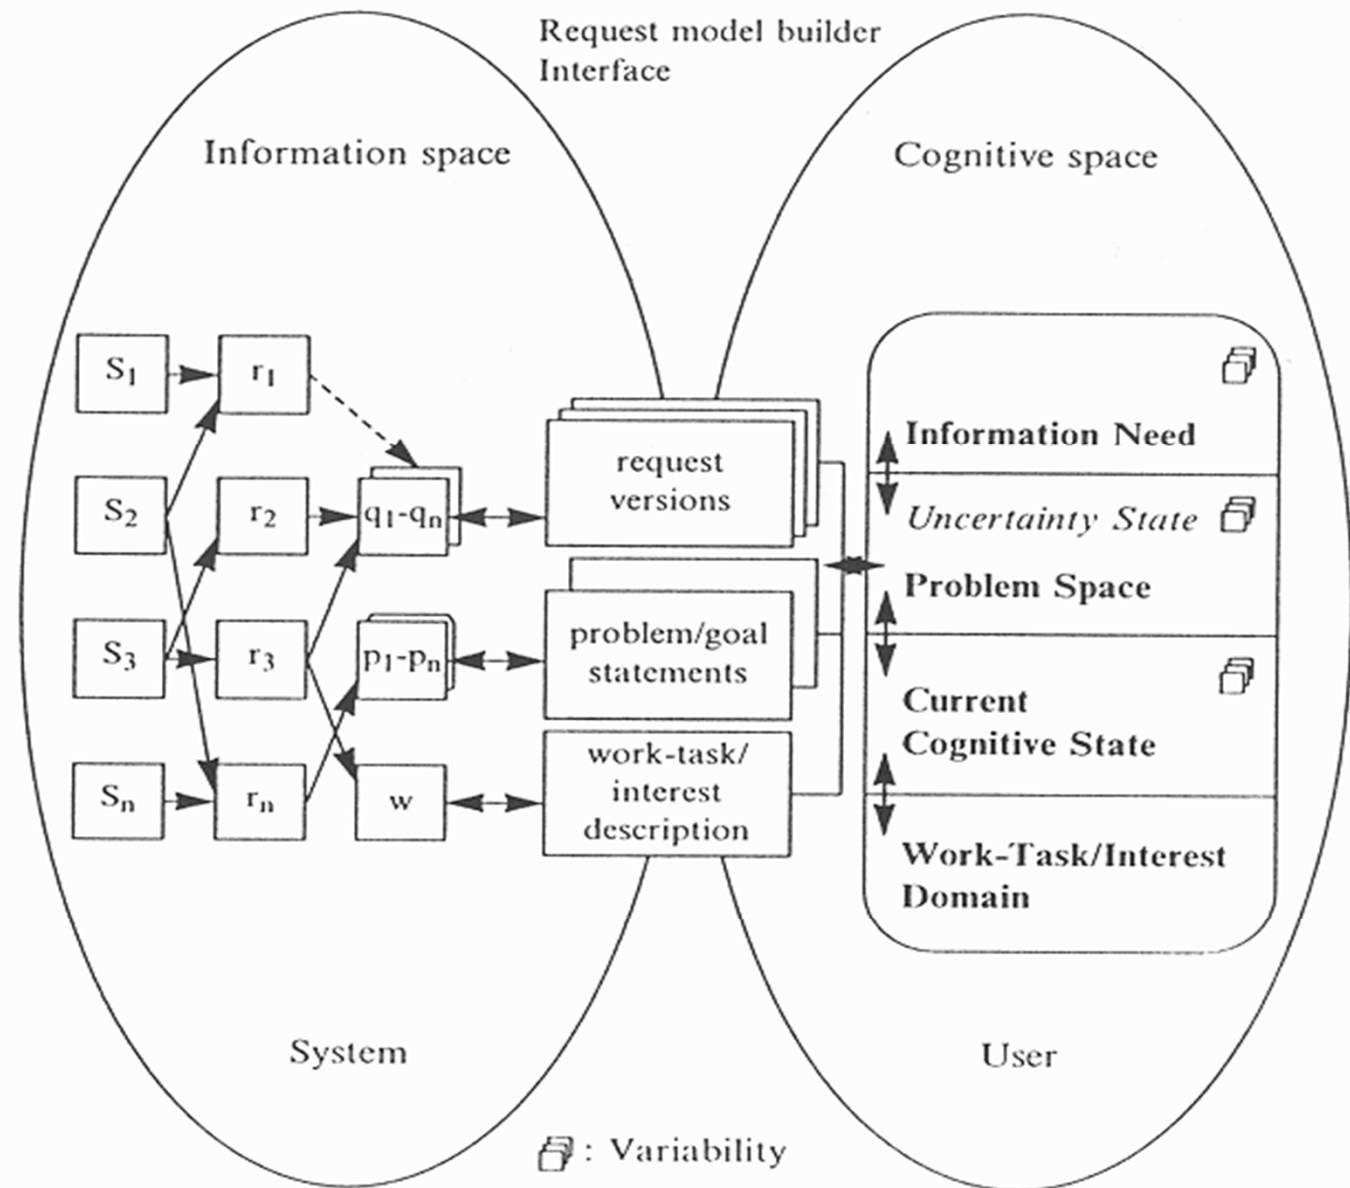 Request model builder
Interface
Information space
Cognitive space
S₁
r₁
S₂
r₂
q₁-qₙ
S₃
r₃
p₁-pₙ
Sₙ
rₙ
w
request
versions
problem/goal
statements
work-task/
interest
description
Information Need
Uncertainty State
Problem Space
Current
Cognitive State
Work-Task/Interest
Domain
System
User
: Variability